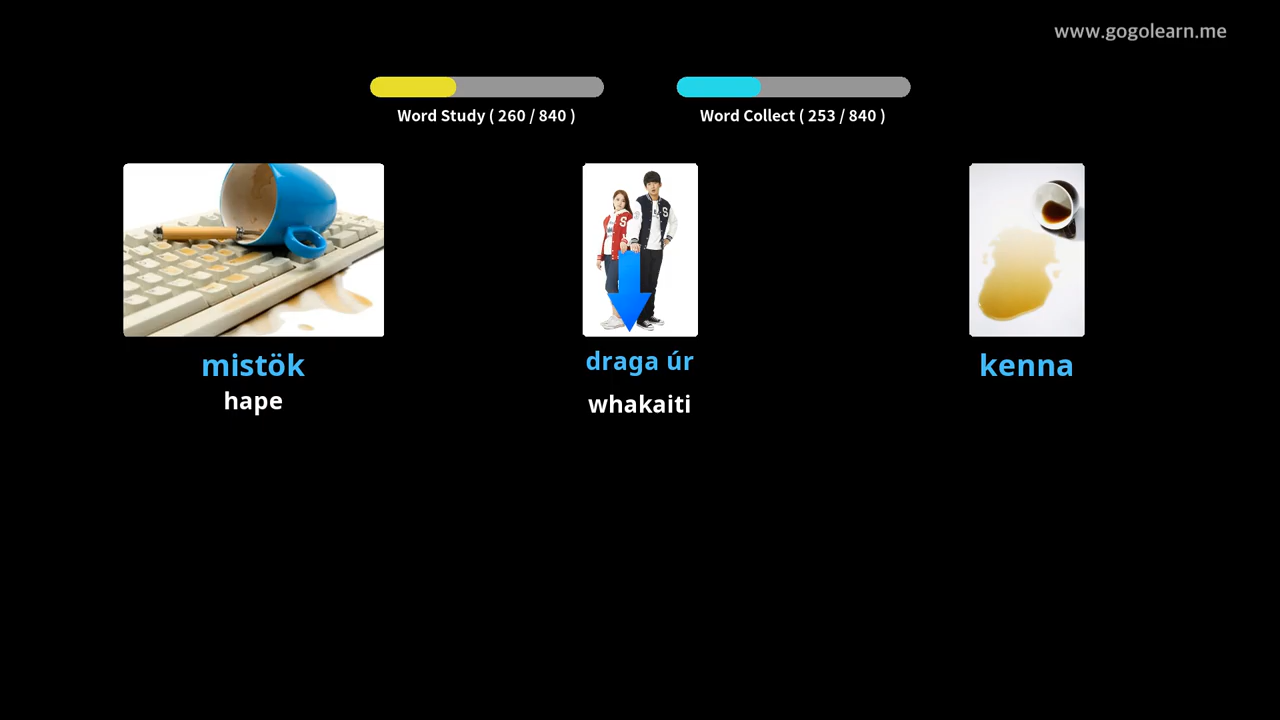 www.gogolearn.me
Word Study ( 260 / 840 )
Word Collect ( 253 / 840 )
mistök
hape
draga úr
whakaiti
kenna
S
S